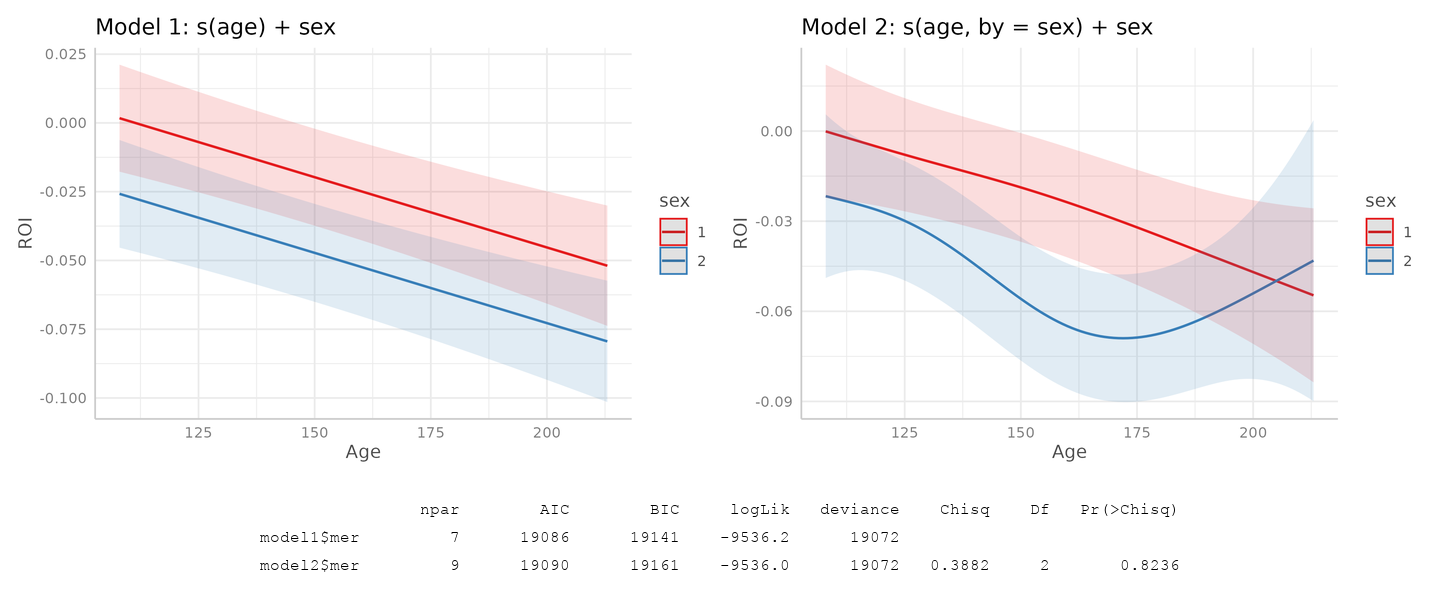 Model 1: s(age) + sex
0.025
0.000
-0.025
-0.050
-0.075
-0.100
ROI
125 150 175 200
Age
sex
1
2
Model 2: s(age, by = sex) + sex
0.00
-0.03
-0.06
-0.09
ROI
125 150 175 200
Age
sex
1
2
npar AIC BIC logLik deviance Chisq Df Pr(>Chisq)
model1$mer 7 19086 19141 -9536.2 19072
model2$mer 9 19090 19161 -9536.0 19072 0.3882 2 0.8236